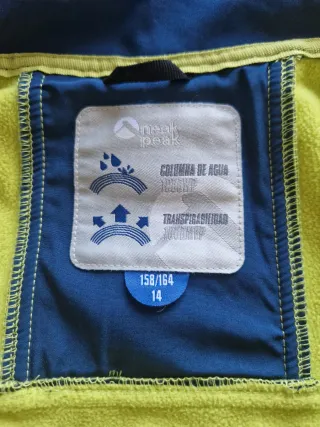 neak
peak
COLUMNA DE AGUA
TRANSPIRABILIDAD
158/164
14